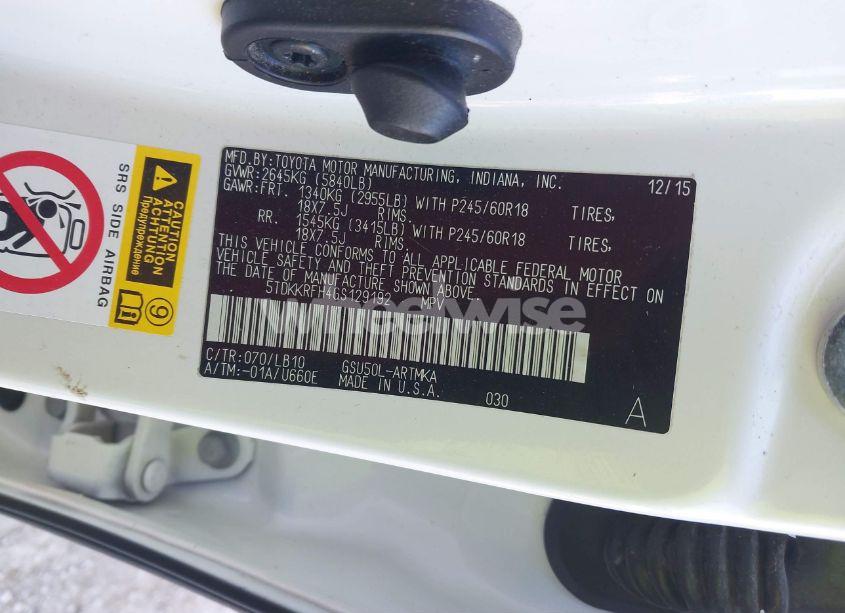 MFD.BY:TOYOTA MOTOR MANUFACTURING, INDIANA, INC. 12/15
GVWR:2645KG (5840LB)
GAWR:FRT. 1340KG (2955LB) WITH P245/60R18 TIRES,
18X7.5J RIMS.
RR. 1545KG (3415LB) WITH P245/60R18 TIRES,
18X7.5J RIMS.
THIS VEHICLE CONFORMS TO ALL APPLICABLE FEDERAL MOTOR
VEHICLE SAFETY AND THEFT PREVENTION STANDARDS IN EFFECT ON
THE DATE OF MANUFACTURE SHOWN ABOVE.
5TDKKRFH4GS129192 MPV
C/TR:070/LB10 GSU50L-ARTMKA
A/TM:-01A/U660E MADE IN U.S.A. 030 A
SRS SIDE AIRBAG
CAUTION
ATTENTION
ACHTUNG
Предупреждение
9
wheelwise